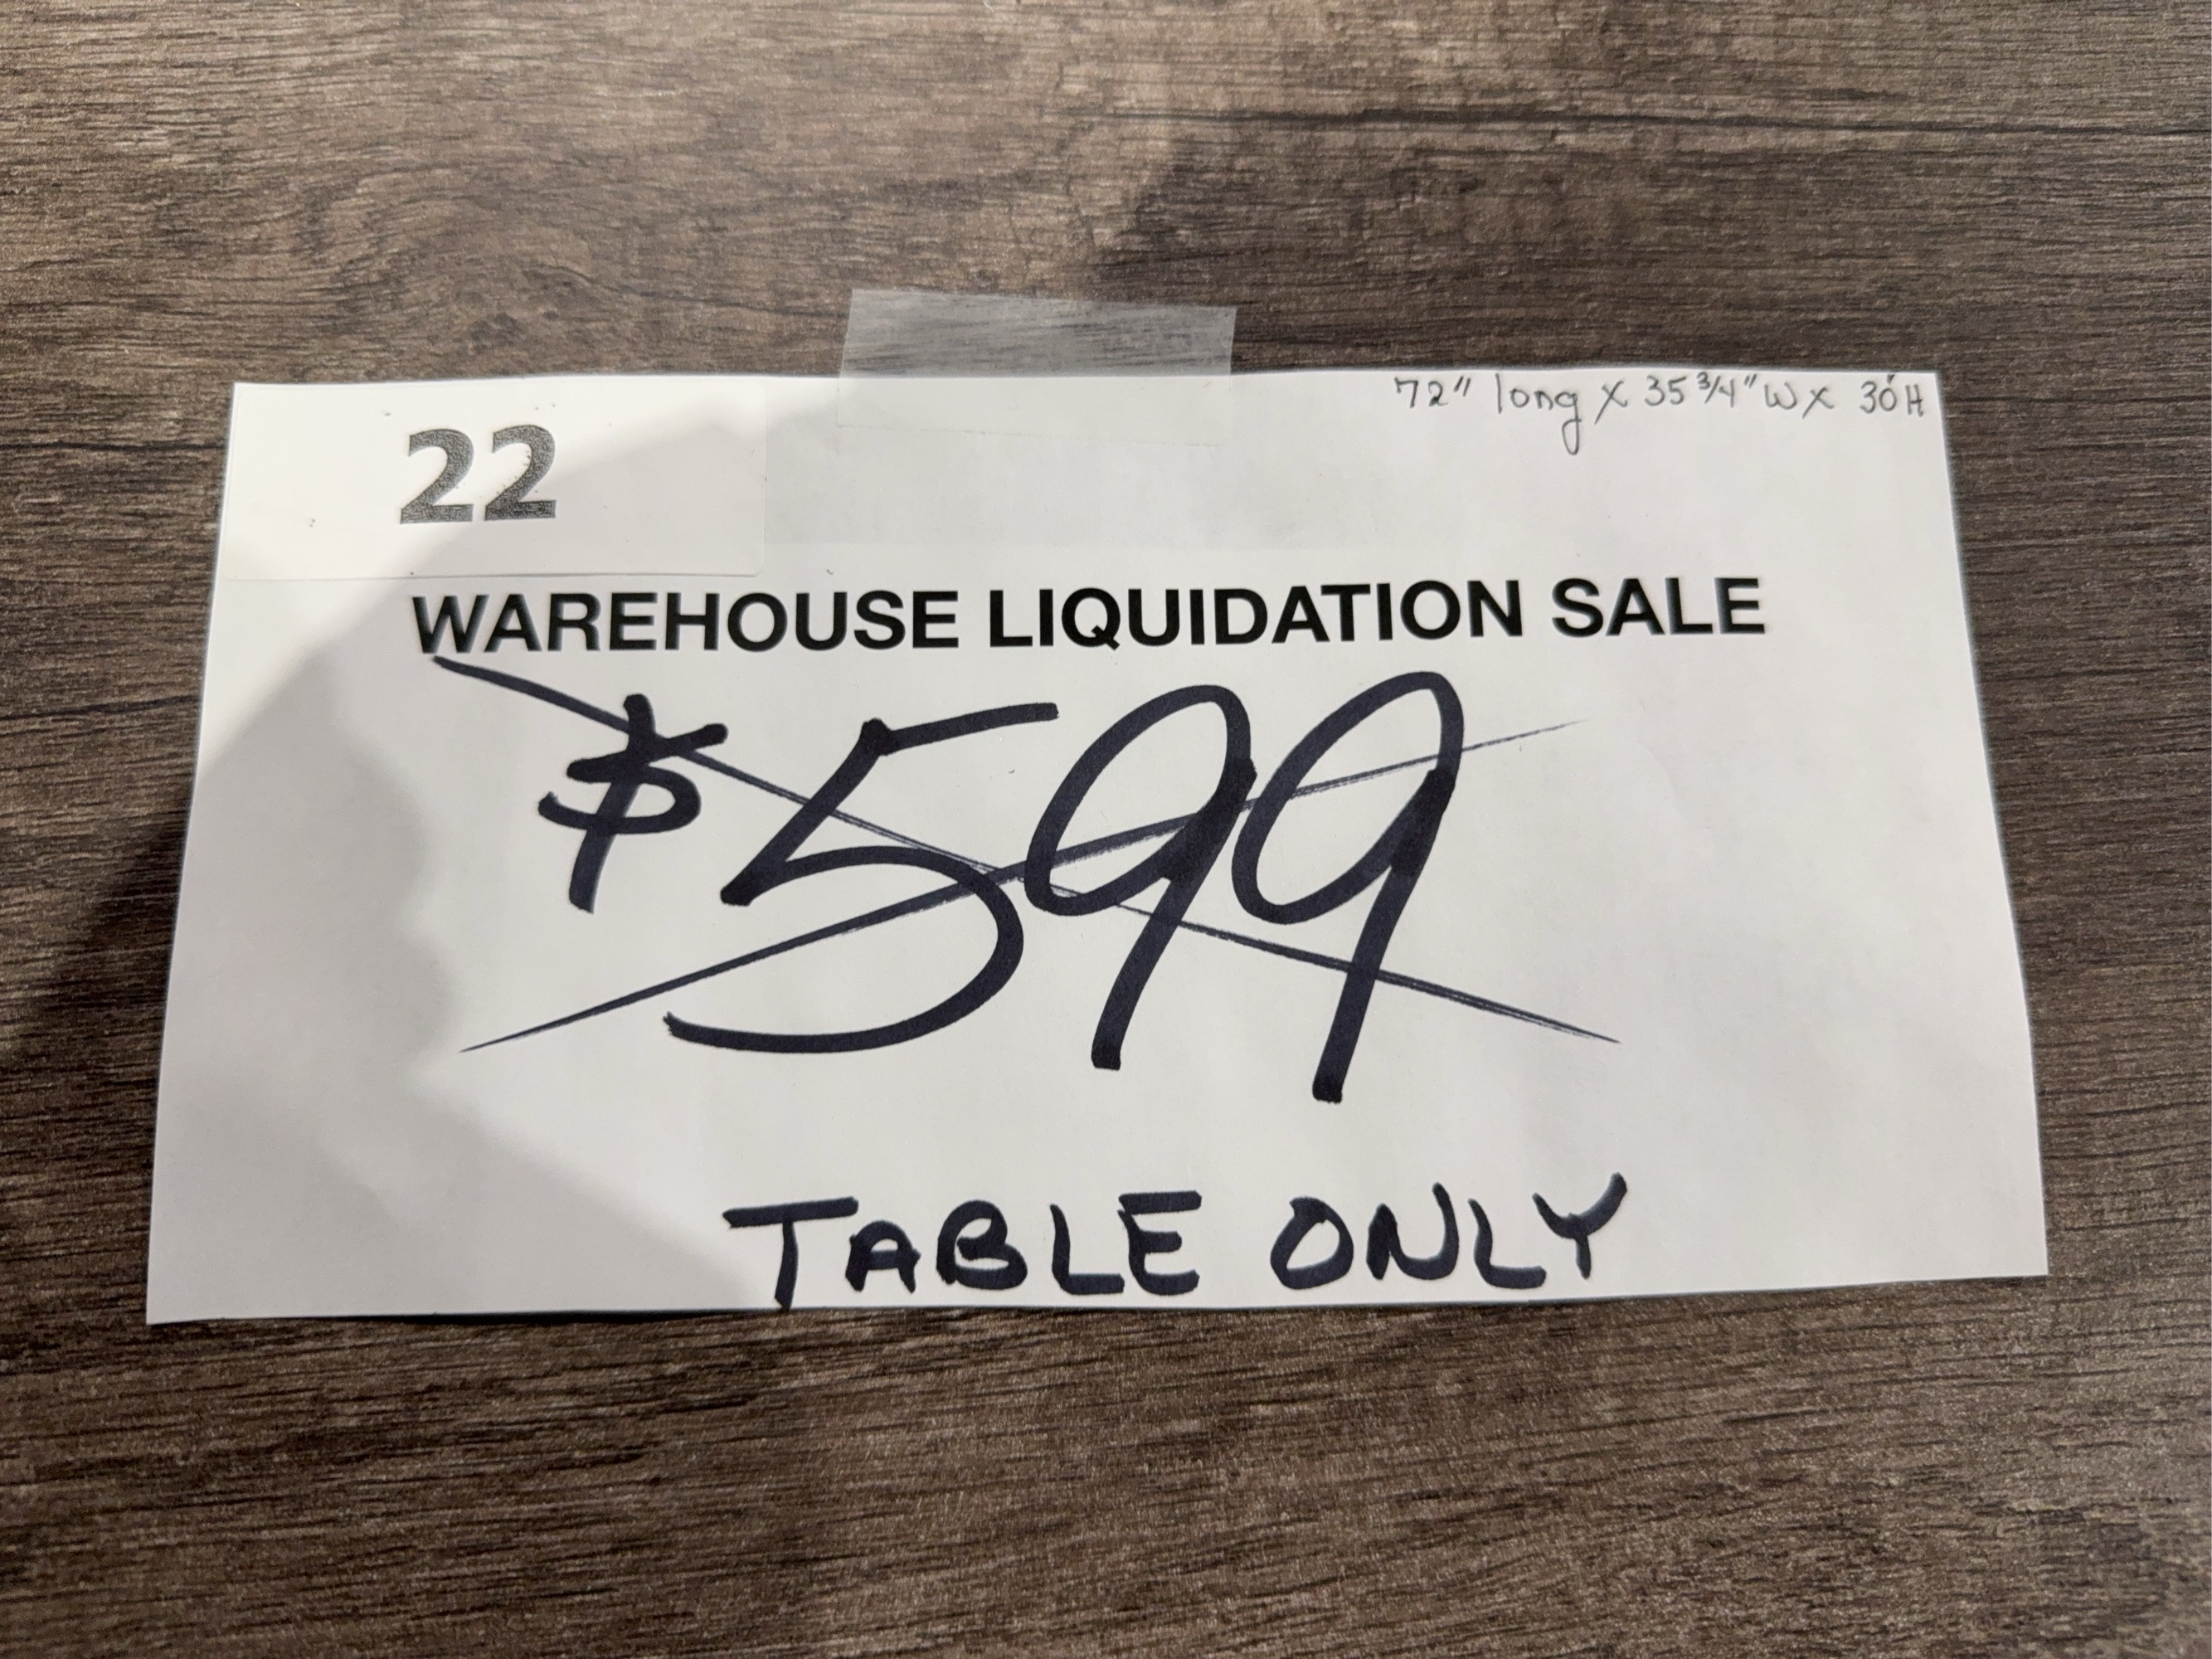 72" long x 35 3/4" W x 30" H
22
WAREHOUSE LIQUIDATION SALE
$599
TABLE ONLY